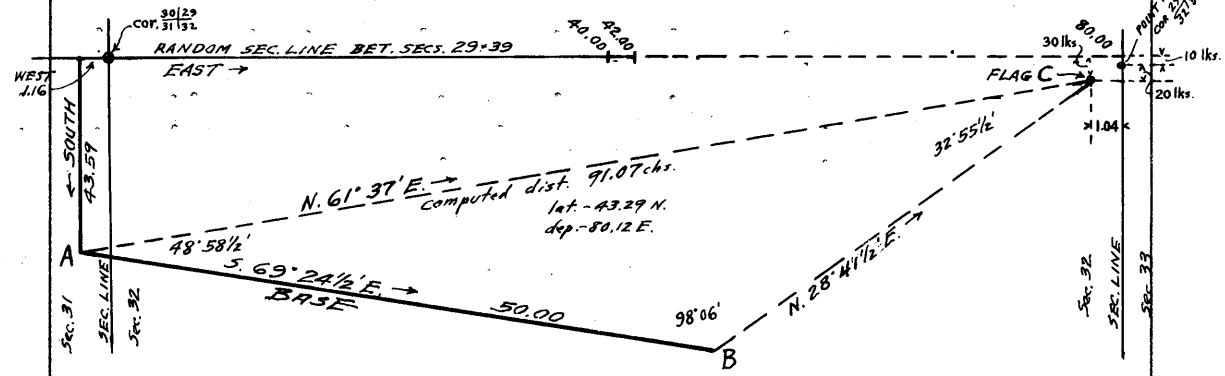 COR. 30|29
31|32
RANDOM SEC. LINE BET. SECS. 29+39
EAST →
WEST
1.16
40.00
42.00
80.00
30 lks.
POINT
COR
10 lks.
FLAG C →
20 lks.
1.04
← SOUTH
43.59
N. 61° 37' E. →
computed dist. 91.07 chs.
lat. - 43.29 N.
dep. - 80.12 E.
32° 55½'
48° 58½'
A
S. 69° 24½' E. →
BASE
50.00
98° 06'
B
N. 28° 41½' E.
Sec. 31
SEC. LINE
Sec. 32
Sec. 32
SEC. LINE
Sec. 33